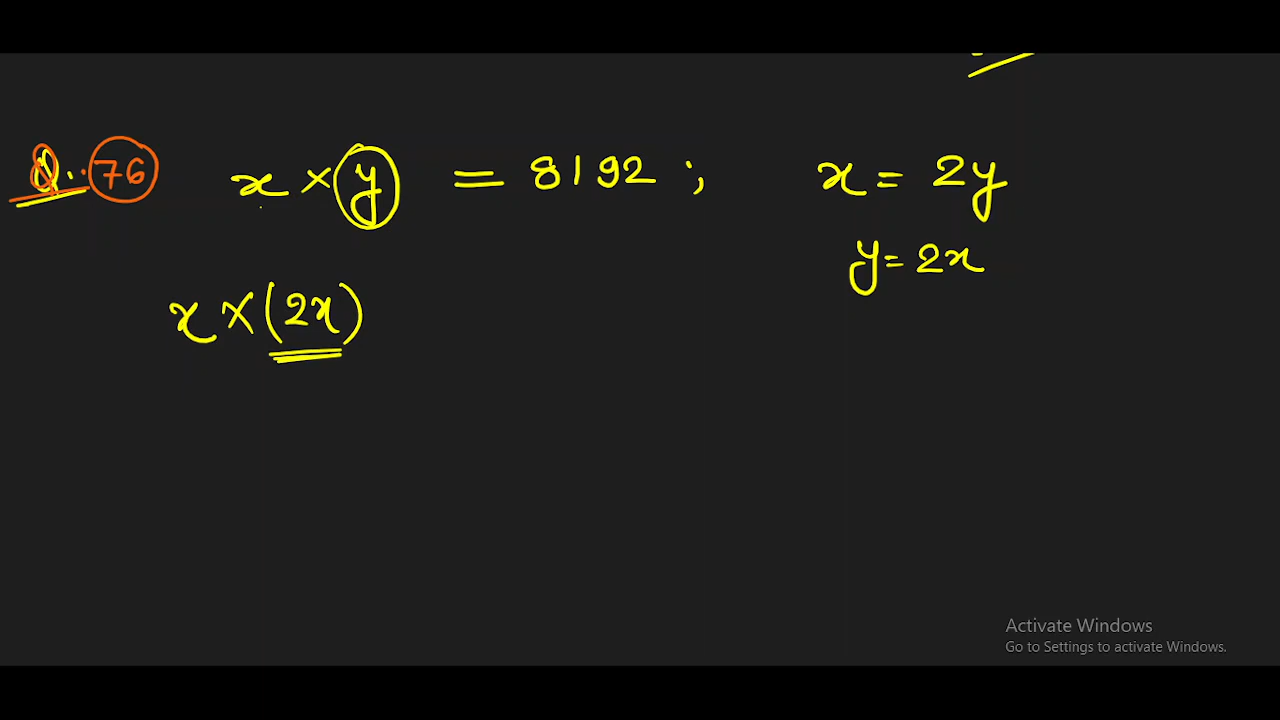 Q. 76 x × y = 8192 ; x = 2y
y = 2x
x × (2x)
Activate Windows
Go to Settings to activate Windows.